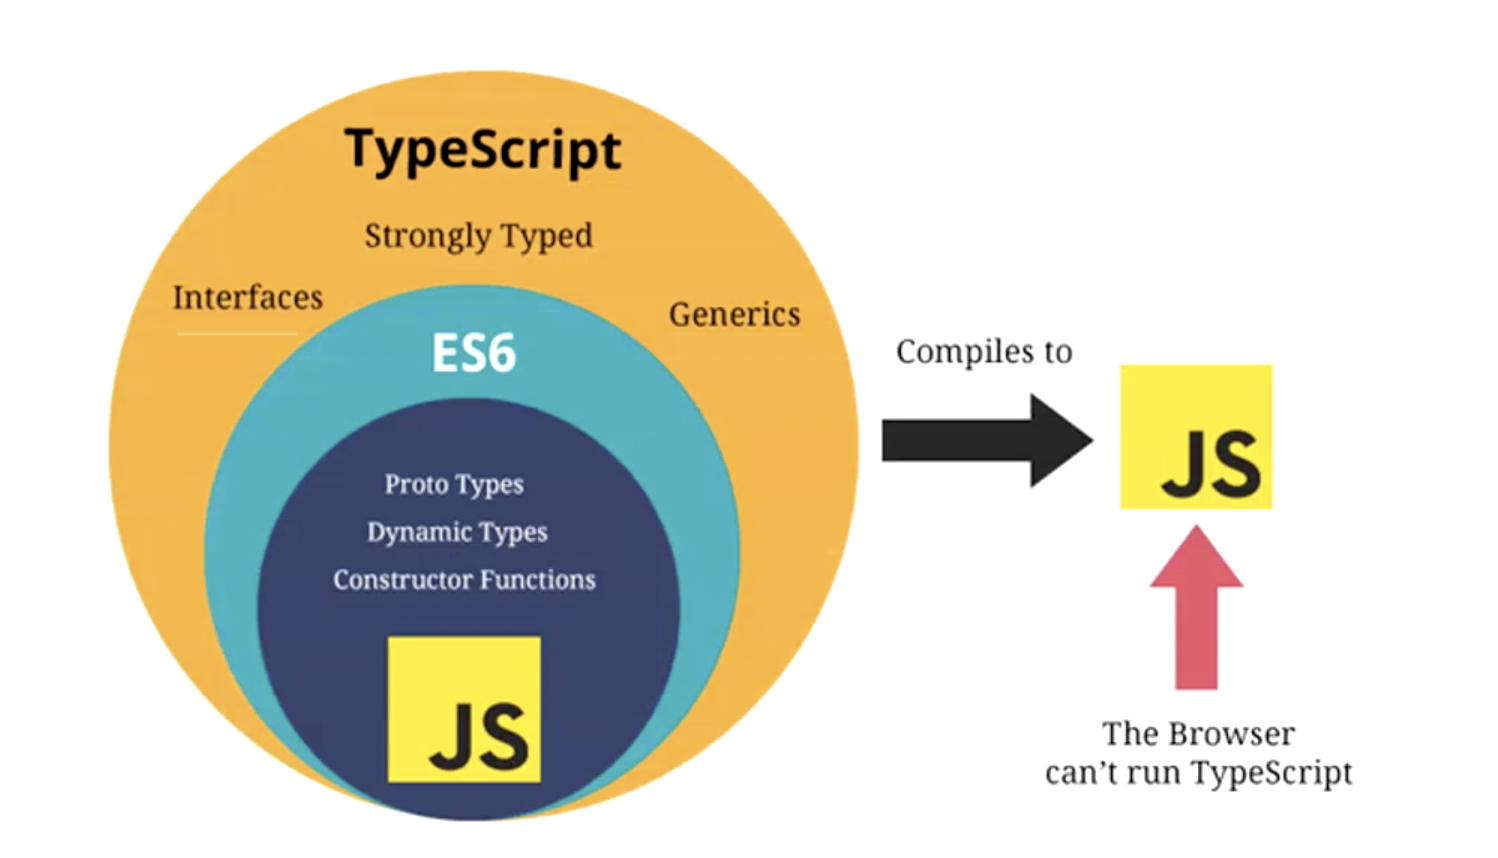 TypeScript
Strongly Typed
Interfaces
Generics
ES6
Proto Types
Dynamic Types
Constructor Functions
JS
Compiles to
JS
The Browser
can't run TypeScript